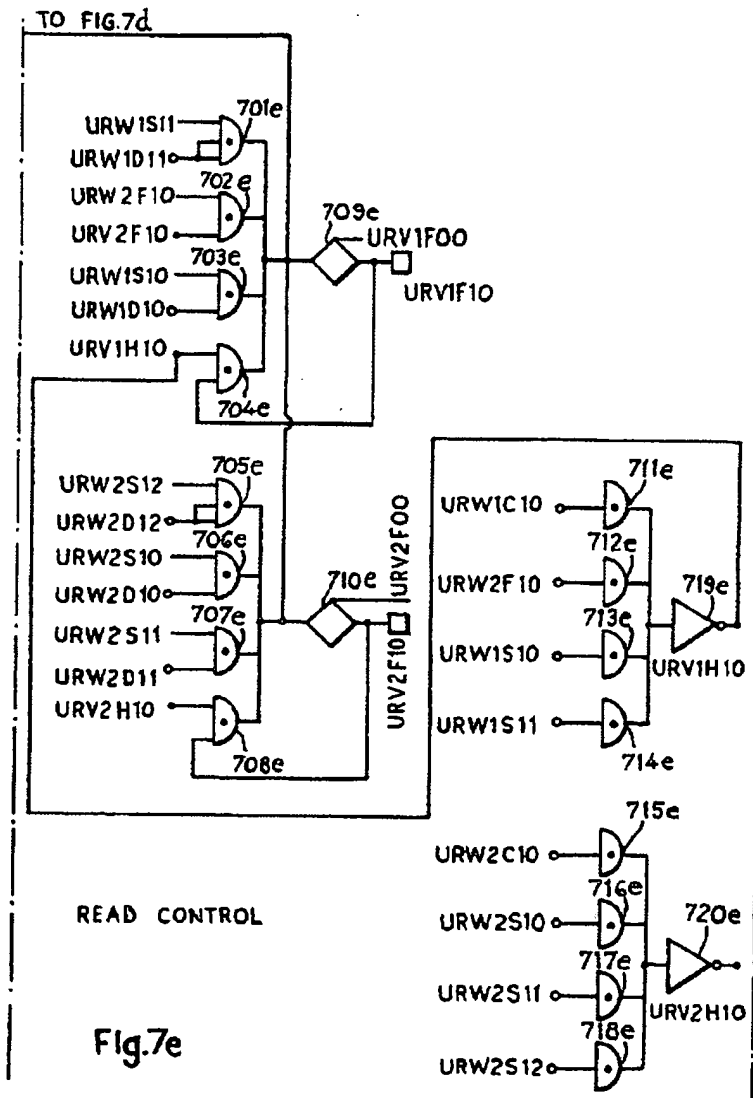 TO FIG.7d
701e
URW1S11
URW1D11
702e
URW2F10
URV2F10
709e
URV1F00
URV1F10
703e
URW1S10
URW1D10
URV1H10
704e
705e
URW2S12
URW2D12
706e
URW2S10
URW2D10
707e
URW2S11
URW2D11
URV2H10
708e
710e
URV2F00
URV2F10
711e
URW1C10
712e
URW2F10
713e
URW1S10
719e
URV1H10
URW1S11
714e
715e
URW2C10
716e
URW2S10
717e
URW2S11
720e
URV2H10
718e
URW2S12
READ CONTROL
Fig.7e